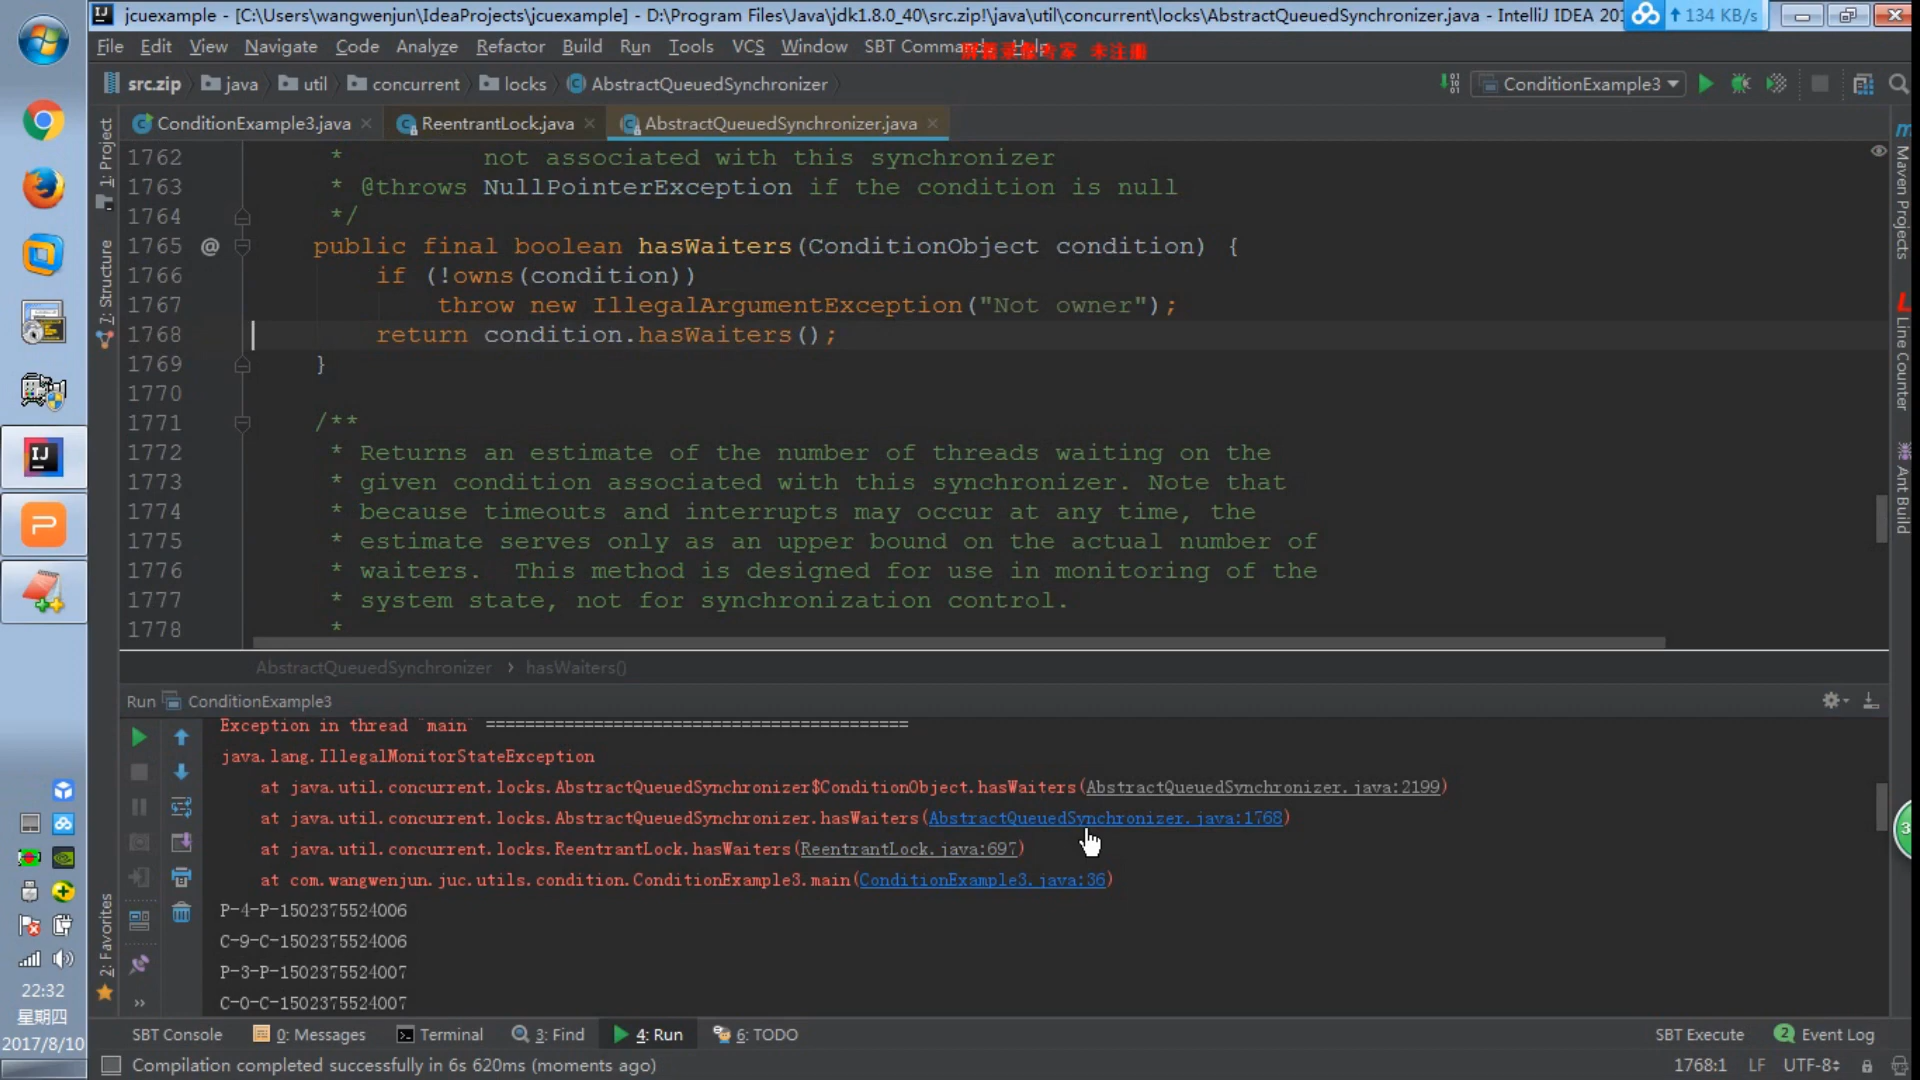 jcuexample - [C:\Users\wangwenjun\IdeaProjects\jcuexample] - D:\Program Files\Java\jdk1.8.0_40\src.zip!\java\util\concurrent\locks\AbstractQueuedSynchronizer.java - IntelliJ IDEA 201
134 KB/s
File Edit View Navigate Code Analyze Refactor Build Run Tools VCS Window SBT Commands Help
屏幕录像专家 未注册
src.zip java util concurrent locks AbstractQueuedSynchronizer
ConditionExample3
ConditionExample3.java ReentrantLock.java AbstractQueuedSynchronizer.java
1: Project
7: Structure
2: Favorites
Maven Projects
Line Counter
Ant Build
1762 * not associated with this synchronizer
1763 * @throws NullPointerException if the condition is null
1764 */
1765 @ public final boolean hasWaiters(ConditionObject condition) {
1766 if (!owns(condition))
1767 throw new IllegalArgumentException("Not owner");
1768 return condition.hasWaiters();
1769 }
1770
1771 /**
1772 * Returns an estimate of the number of threads waiting on the
1773 * given condition associated with this synchronizer. Note that
1774 * because timeouts and interrupts may occur at any time, the
1775 * estimate serves only as an upper bound on the actual number of
1776 * waiters.  This method is designed for use in monitoring of the
1777 * system state, not for synchronization control.
1778 *
AbstractQueuedSynchronizer › hasWaiters()
Run ConditionExample3
Exception in thread "main" ===========================================
java.lang.IllegalMonitorStateException
at java.util.concurrent.locks.AbstractQueuedSynchronizer$ConditionObject.hasWaiters(AbstractQueuedSynchronizer.java:2199)
at java.util.concurrent.locks.AbstractQueuedSynchronizer.hasWaiters(AbstractQueuedSynchronizer.java:1768)
at java.util.concurrent.locks.ReentrantLock.hasWaiters(ReentrantLock.java:697)
at com.wangwenjun.juc.utils.condition.ConditionExample3.main(ConditionExample3.java:36)
P-4-P-1502375524006
C-9-C-1502375524006
P-3-P-1502375524007
C-0-C-1502375524007
SBT Console 0: Messages Terminal 3: Find 4: Run 6: TODO SBT Execute 2 Event Log
Compilation completed successfully in 6s 620ms (moments ago) 1768:1 LF UTF-8
22:32
星期四
2017/8/10